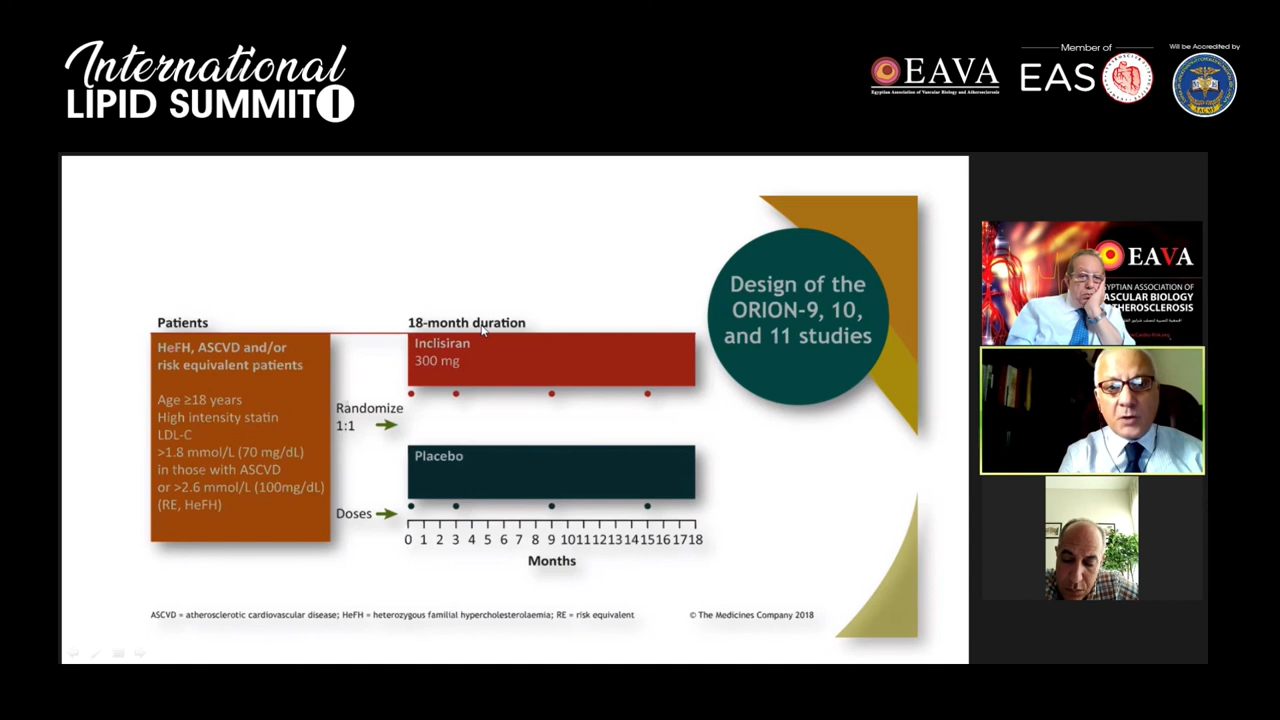 International
LIPID SUMMIT
EAVA
Egyptian Association of Vascular Biology and Atherosclerosis
Member of
EAS
Will be Accredited by
Design of the
ORION-9, 10,
and 11 studies
Patients
HeFH, ASCVD and/or
risk equivalent patients
Age ≥18 years
High intensity statin
LDL-C
>1.8 mmol/L (70 mg/dL)
in those with ASCVD
or >2.6 mmol/L (100mg/dL)
(RE, HeFH)
Randomize
1:1
Doses
18-month duration
Inclisiran
300 mg
Placebo
0 1 2 3 4 5 6 7 8 9 10 11 12 13 14 15 16 17 18
Months
ASCVD = atherosclerotic cardiovascular disease; HeFH = heterozygous familial hypercholesterolaemia; RE = risk equivalent
© The Medicines Company 2018
EAVA
EGYPTIAN ASSOCIATION OF
VASCULAR BIOLOGY